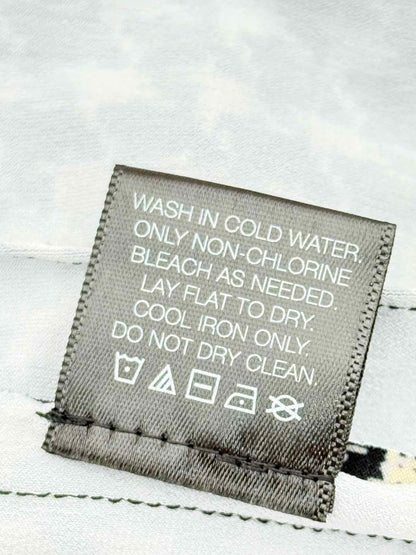 WASH IN COLD WATER.
ONLY NON-CHLORINE
BLEACH AS NEEDED.
LAY FLAT TO DRY.
COOL IRON ONLY.
DO NOT DRY CLEAN.